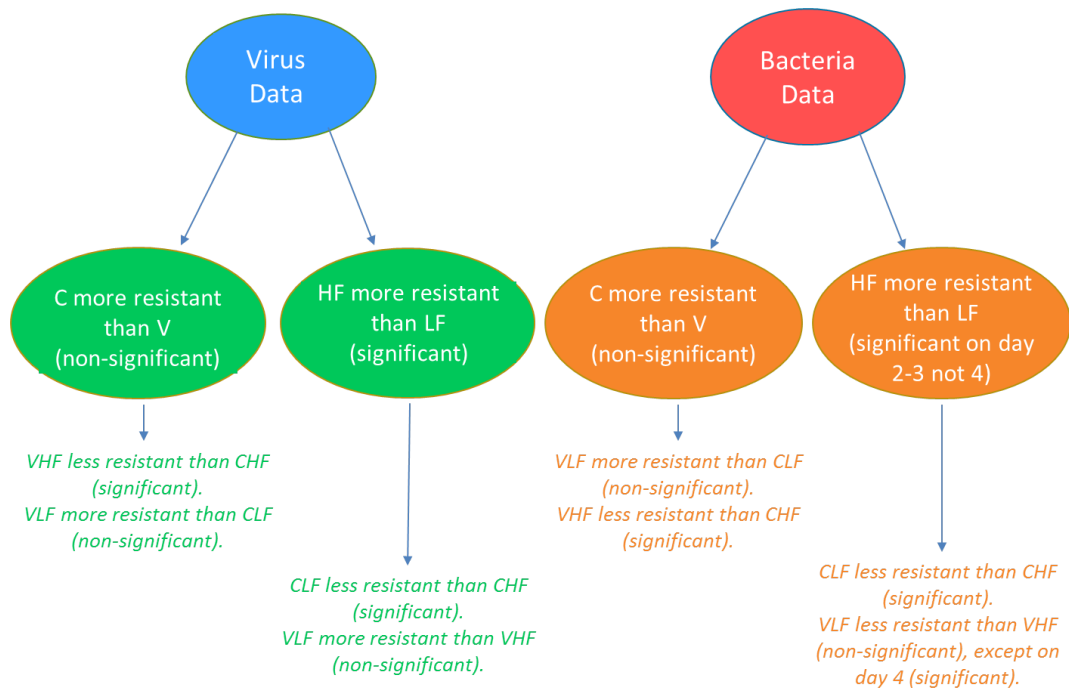 Virus
Data
Bacteria
Data
C more resistant
than V
(non-significant)
HF more resistant
than LF
(significant)
C more resistant
than V
(non-significant)
HF more resistant
than LF
(significant on day
2-3 not 4)
VHF less resistant than CHF
(significant).
VLF more resistant than CLF
(non-significant).
CLF less resistant than CHF
(significant).
VLF more resistant than VHF
(non-significant).
VLF more resistant than CLF
(non-significant).
VHF less resistant than CHF
(significant).
CLF less resistant than CHF
(significant).
VLF less resistant than VHF
(non-significant), except on
day 4 (significant).